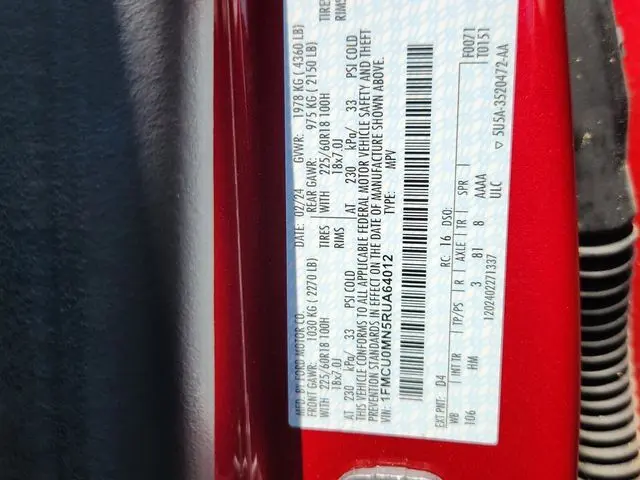 MFD. BY FORD MOTOR CO. DATE: 02/24 GVWR: 1978 KG ( 4360 LB)
FRONT GAWR: 1030 KG ( 2270 LB) REAR GAWR: 975 KG ( 2150 LB)
WITH 225/60R18 100H TIRES WITH 225/60R18 100H TIRES
18x7.0J RIMS 18x7.0J RIMS
AT 230 kPa/ 33 PSI COLD AT 230 kPa/ 33 PSI COLD
THIS VEHICLE CONFORMS TO ALL APPLICABLE FEDERAL MOTOR VEHICLE SAFETY AND THEFT
PREVENTION STANDARDS IN EFFECT ON THE DATE OF MANUFACTURE SHOWN ABOVE.
VIN: 1FMCU0MN5RUA64012 TYPE: MPV
F0071
T0151
EXT PNT: D4 RC: 16 DSO:
WB INT TR TP/PS R AXLE TR SPR
106 HM 3 81 8 AAAA
ULC
1202402271337 5U5A-3520472-AA